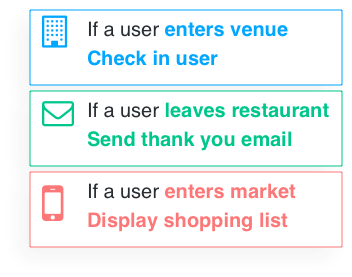 If a user enters venue
Check in user
If a user leaves restaurant
Send thank you email
If a user enters market
Display shopping list